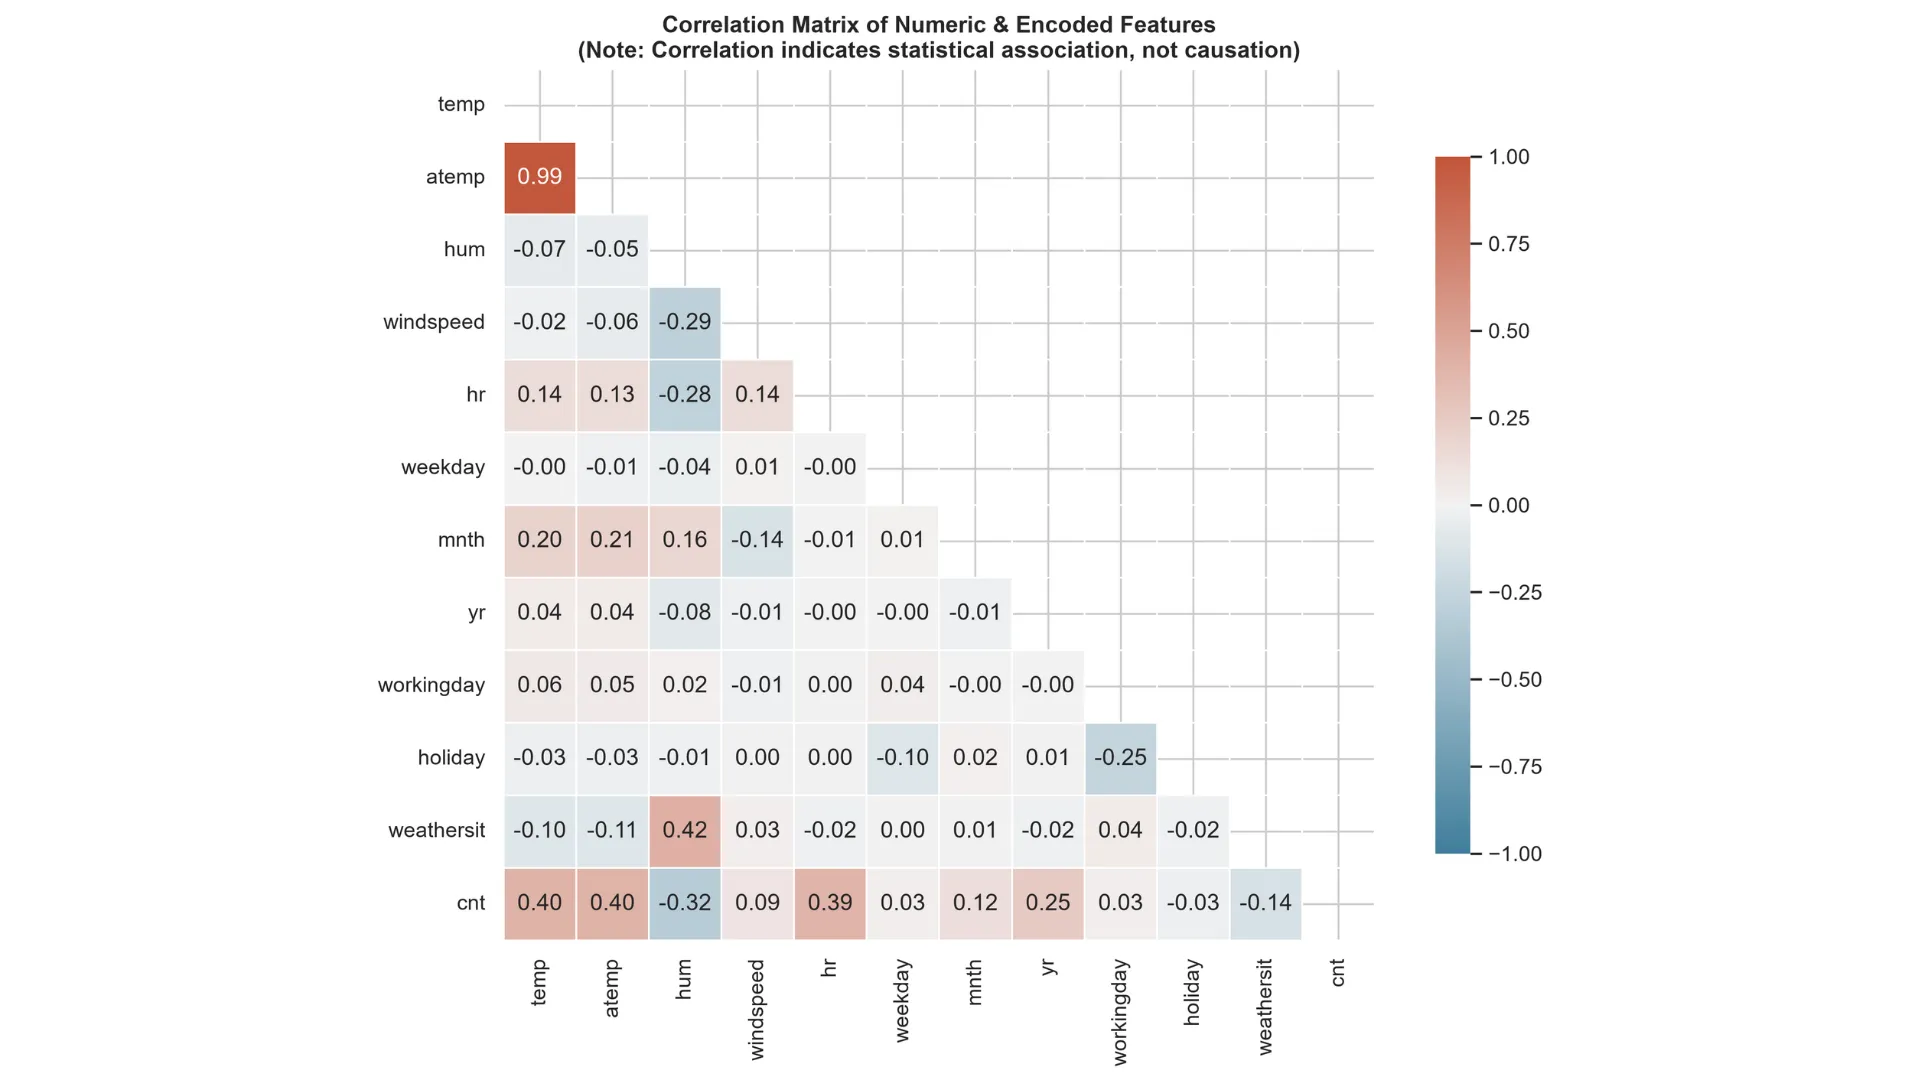 Correlation Matrix of Numeric & Encoded Features
(Note: Correlation indicates statistical association, not causation)
temp
atemp 0.99
hum -0.07 -0.05
windspeed -0.02 -0.06 -0.29
hr 0.14 0.13 -0.28 0.14
weekday -0.00 -0.01 -0.04 0.01 -0.00
mnth 0.20 0.21 0.16 -0.14 -0.01 0.01
yr 0.04 0.04 -0.08 -0.01 -0.00 -0.00 -0.01
workingday 0.06 0.05 0.02 -0.01 0.00 0.04 -0.00 -0.00
holiday -0.03 -0.03 -0.01 0.00 0.00 -0.10 0.02 0.01 -0.25
weathersit -0.10 -0.11 0.42 0.03 -0.02 0.00 0.01 -0.02 0.04 -0.02
cnt 0.40 0.40 -0.32 0.09 0.39 0.03 0.12 0.25 0.03 -0.03 -0.14
temp atemp hum windspeed hr weekday mnth yr workingday holiday weathersit cnt
1.00
0.75
0.50
0.25
0.00
−0.25
−0.50
−0.75
−1.00